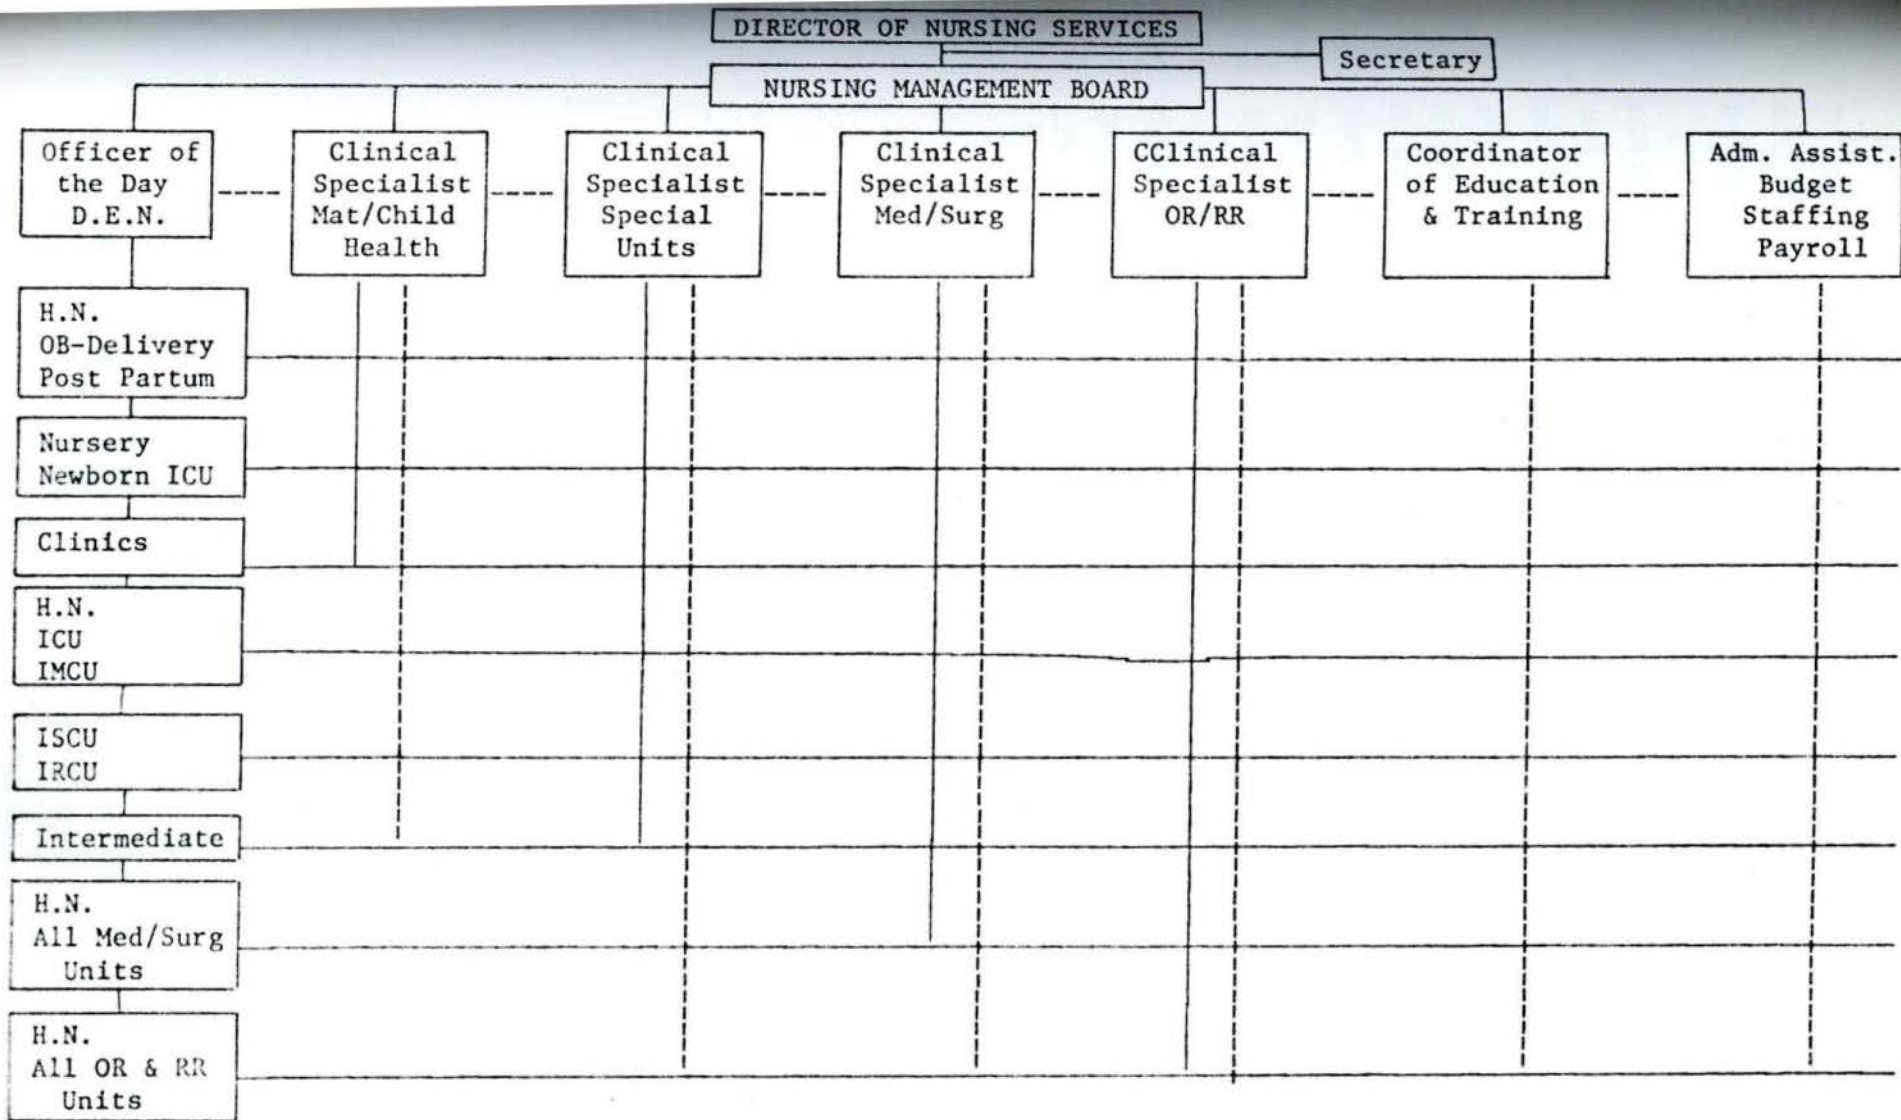 DIRECTOR OF NURSING SERVICES
Secretary
NURSING MANAGEMENT BOARD
Officer of
the Day
D.E.N.
Clinical
Specialist
Mat/Child
Health
Clinical
Specialist
Special
Units
Clinical
Specialist
Med/Surg
CClinical
Specialist
OR/RR
Coordinator
of Education
& Training
Adm. Assist.
Budget
Staffing
Payroll
H.N.
OB-Delivery
Post Partum
Nursery
Newborn ICU
Clinics
H.N.
ICU
IMCU
ISCU
IRCU
Intermediate
H.N.
All Med/Surg
Units
H.N.
All OR & RR
Units